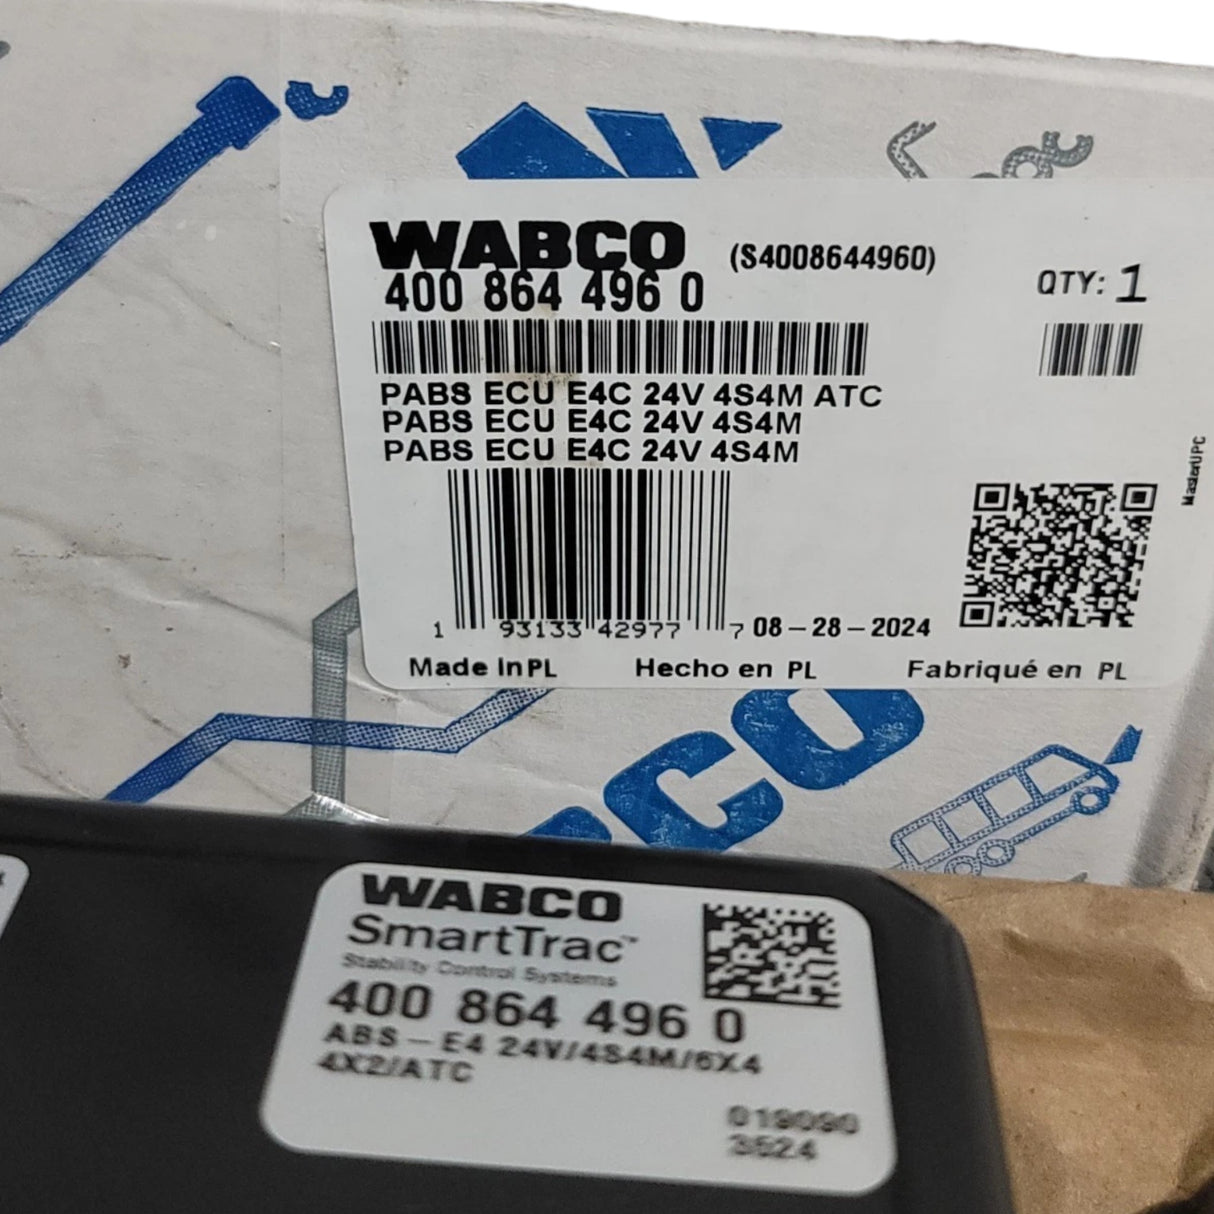 WABCO
(S4008644960)
400 864 496 0
QTY: 1
PABS ECU E4C 24V 4S4M ATC
PABS ECU E4C 24V 4S4M
PABS ECU E4C 24V 4S4M
MasterUPC
1 93133 42977 7
08-28-2024
Made in PL
Hecho en PL
Fabriqué en PL
CO
WABCO
SmartTrac™
Stability Control Systems
400 864 496 0
ABS-E4 24V/4S4M/6X4
4X2/ATC
019090
3524